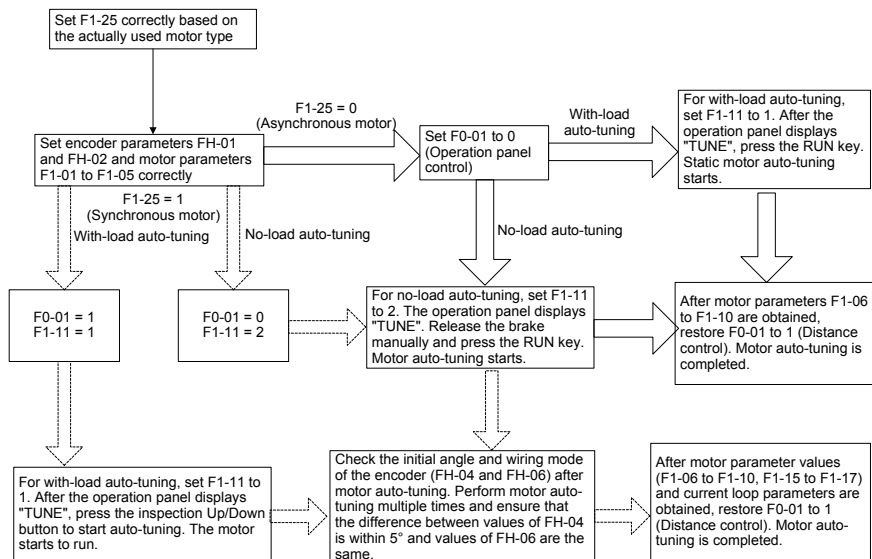 Set F1-25 correctly based on
the actually used motor type
F1-25 = 0
(Asynchronous motor)
With-load
auto-tuning
For with-load auto-tuning,
set F1-11 to 1. After the
operation panel displays
"TUNE", press the RUN key.
Static motor auto-tuning
starts.
Set encoder parameters FH-01
and FH-02 and motor parameters
F1-01 to F1-05 correctly
Set F0-01 to 0
(Operation panel
control)
F1-25 = 1
(Synchronous motor)
With-load auto-tuning
No-load auto-tuning
No-load auto-tuning
F0-01 = 1
F1-11 = 1
F0-01 = 0
F1-11 = 2
For no-load auto-tuning, set F1-11
to 2. The operation panel displays
"TUNE". Release the brake
manually and press the RUN key.
Motor auto-tuning starts.
After motor parameters F1-06
to F1-10 are obtained,
restore F0-01 to 1 (Distance
control). Motor auto-tuning is
completed.
For with-load auto-tuning, set F1-11 to
1. After the operation panel displays
"TUNE", press the inspection Up/Down
button to start auto-tuning. The motor
starts to run.
Check the initial angle and wiring mode
of the encoder (FH-04 and FH-06) after
motor auto-tuning. Perform motor auto-
tuning multiple times and ensure that
the difference between values of FH-04
is within 5° and values of FH-06 are the
same.
After motor parameter values
(F1-06 to F1-10, F1-15 to F1-17)
and current loop parameters are
obtained, restore F0-01 to 1
(Distance control). Motor auto-
tuning is completed.